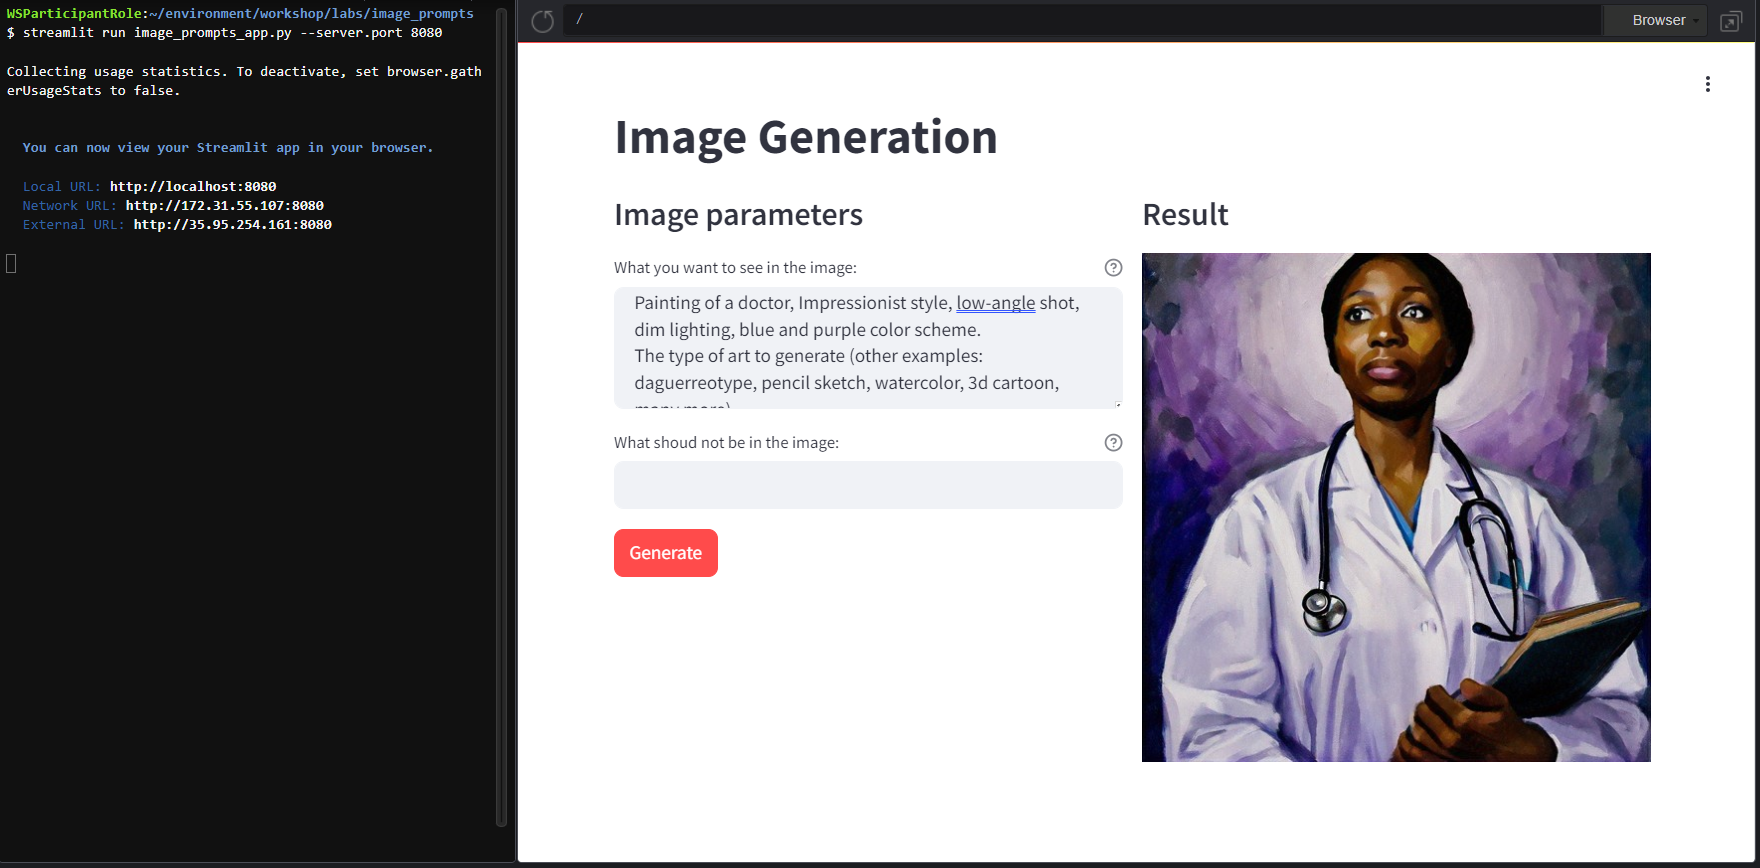 WSParticipantRole:~/environment/workshop/labs/image_prompts
$ streamlit run image_prompts_app.py --server.port 8080
Collecting usage statistics. To deactivate, set browser.gath
erUsageStats to false.
You can now view your Streamlit app in your browser.
Local URL: http://localhost:8080
Network URL: http://172.31.55.107:8080
External URL: http://35.95.254.161:8080
/
Browser
Image Generation
Image parameters
What you want to see in the image:
Painting of a doctor, Impressionist style, low-angle shot,
dim lighting, blue and purple color scheme.
The type of art to generate (other examples:
daguerreotype, pencil sketch, watercolor, 3d cartoon,
many more)
What shoud not be in the image:
Generate
Result